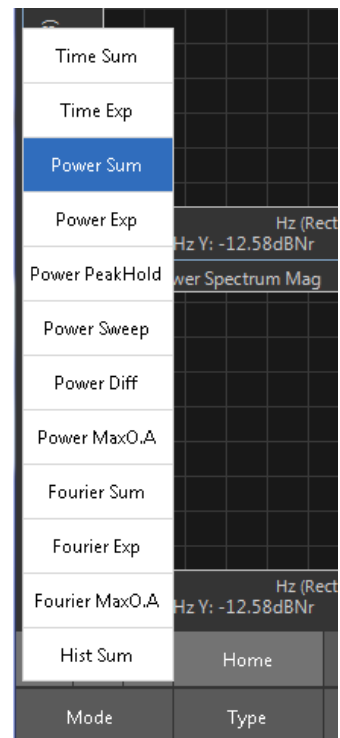 Time Sum
Time Exp
Power Sum
Power Exp
Hz (Rect
Hz Y: -12.58dBNr
Power PeakHold
wer Spectrum Mag
Power Sweep
Power Diff
Power MaxO.A
Fourier Sum
Fourier Exp
Fourier MaxO.A
Hz (Rect
Hz Y: -12.58dBNr
Hist Sum
Home
Mode
Type